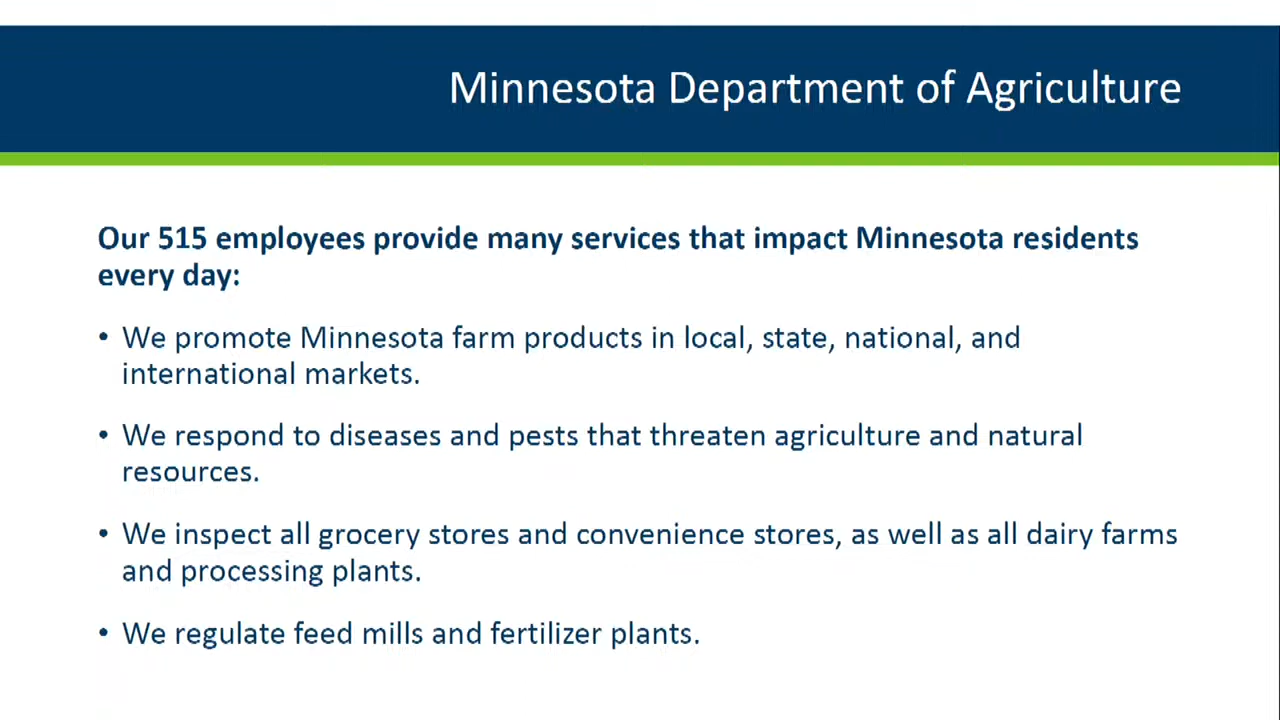 Minnesota Department of Agriculture
Our 515 employees provide many services that impact Minnesota residents
every day:
• We promote Minnesota farm products in local, state, national, and
international markets.
• We respond to diseases and pests that threaten agriculture and natural
resources.
• We inspect all grocery stores and convenience stores, as well as all dairy farms
and processing plants.
• We regulate feed mills and fertilizer plants.